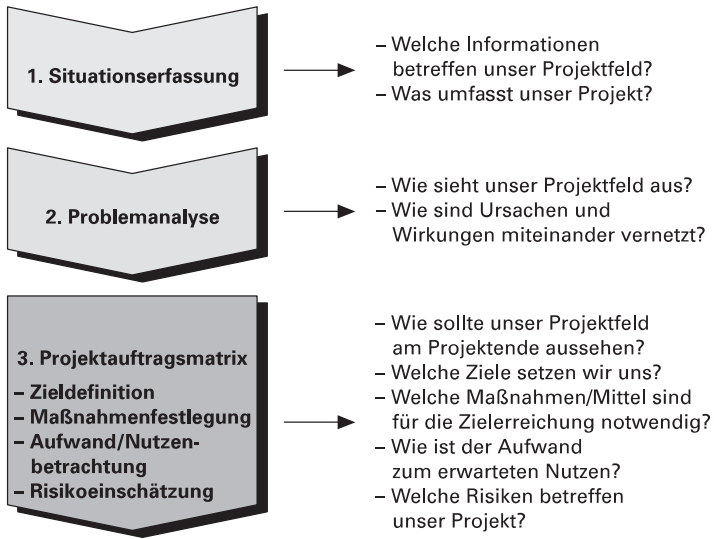 1. Situationserfassung
– Welche Informationen
betreffen unser Projektfeld?
– Was umfasst unser Projekt?
2. Problemanalyse
– Wie sieht unser Projektfeld aus?
– Wie sind Ursachen und
Wirkungen miteinander vernetzt?
3. Projektauftragsmatrix
– Zieldefinition
– Maßnahmenfestlegung
– Aufwand/Nutzen-
betrachtung
– Risikoeinschätzung
– Wie sollte unser Projektfeld
am Projektende aussehen?
– Welche Ziele setzen wir uns?
– Welche Maßnahmen/Mittel sind
für die Zielerreichung notwendig?
– Wie ist der Aufwand
zum erwarteten Nutzen?
– Welche Risiken betreffen
unser Projekt?